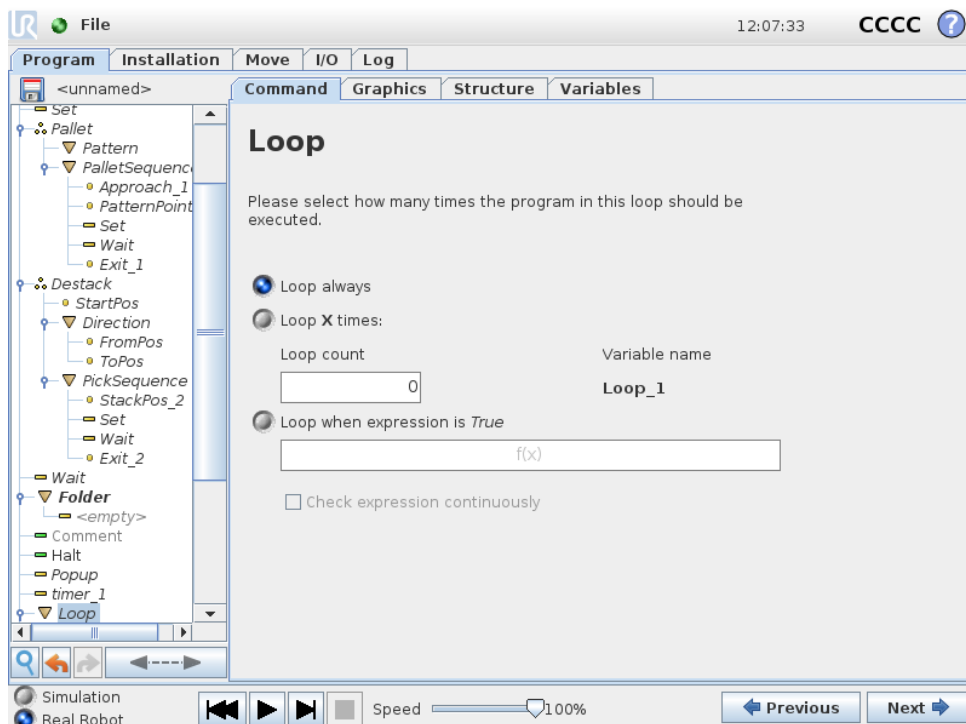 UR File 12:07:33 CCCC ?
Program Installation Move I/O Log
<unnamed>
Command Graphics Structure Variables
Set
Pallet
Pattern
PalletSequenc
Approach_1
PatternPoint
Set
Wait
Exit_1
Destack
StartPos
Direction
FromPos
ToPos
PickSequence
StackPos_2
Set
Wait
Exit_2
Wait
Folder
<empty>
Comment
Halt
Popup
timer_1
Loop
Loop
Please select how many times the program in this loop should be
executed.
Loop always
Loop X times:
Loop count Variable name
0 Loop_1
Loop when expression is True
f(x)
Check expression continuously
Simulation
Real Robot
Speed 100%
Previous Next